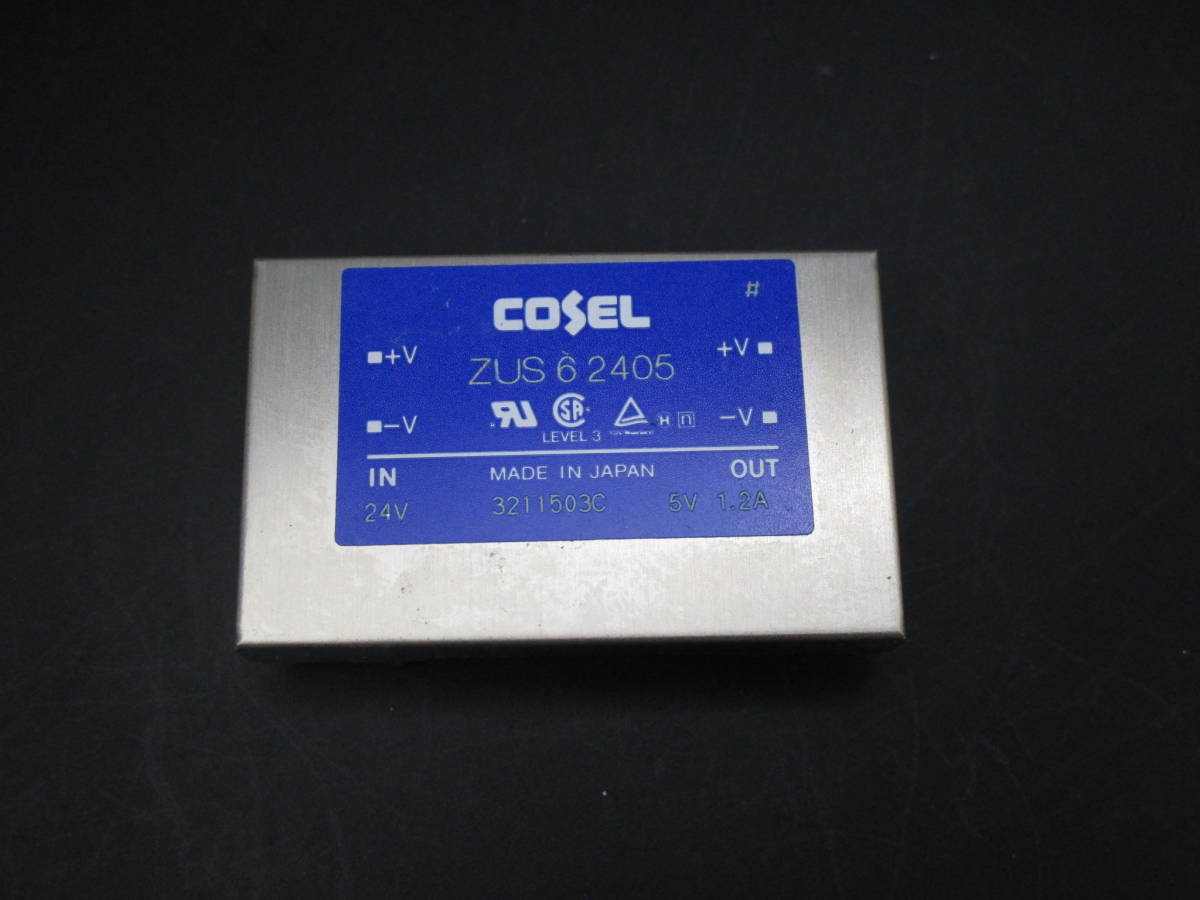 #
COSEL
+V
ZUS 6 2405
+V
-V
-V
LEVEL 3
IN
MADE IN JAPAN
OUT
24V
3211503C
5V 1.2A